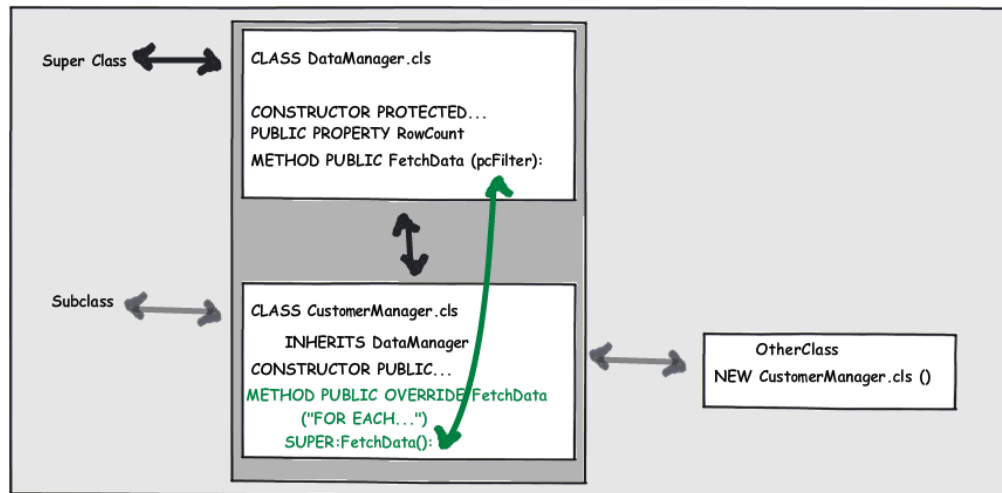 Super Class
CLASS DataManager.cls
CONSTRUCTOR PROTECTED...
PUBLIC PROPERTY RowCount
METHOD PUBLIC FetchData (pcFilter):
Subclass
CLASS CustomerManager.cls
INHERITS DataManager
CONSTRUCTOR PUBLIC...
METHOD PUBLIC OVERRIDE FetchData
("FOR EACH...")
SUPER:FetchData():
OtherClass
NEW CustomerManager.cls ()